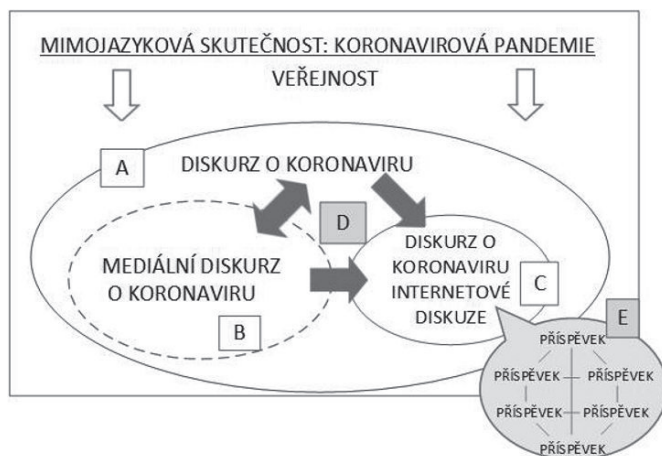 MIMOJAZYKOVÁ SKUTEČNOST: KORONAVIROVÁ PANDEMIE
VEŘEJNOST
A
DISKURZ O KORONAVIRU
D
MEDIÁLNÍ DISKURZ
O KORONAVIRU
B
DISKURZ O
KORONAVIRU
INTERNETOVÉ
DISKUZE
C
E
PŘÍSPĚVEK
PŘÍSPĚVEK PŘÍSPĚVEK
PŘÍSPĚVEK PŘÍSPĚVEK
PŘÍSPĚVEK